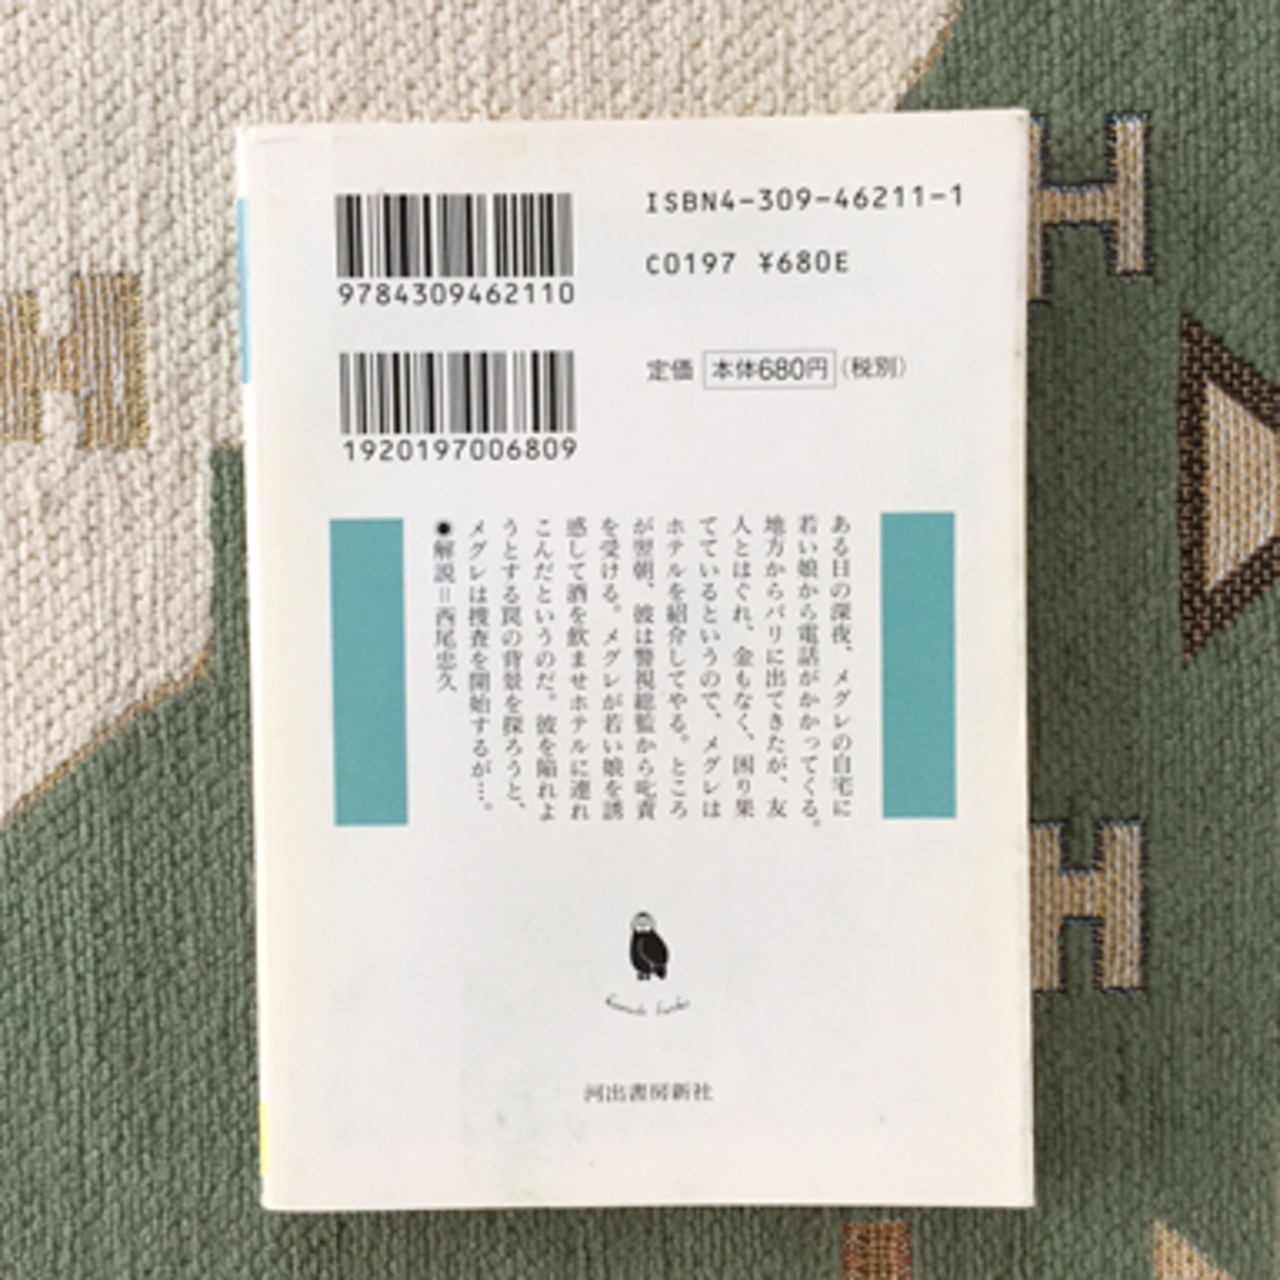 9784309462110
ISBN4-309-46211-1
C0197 ¥680E
1920197006809
定価 本体680円(税別)
ある日の深夜、メグレの自宅に
若い娘から電話がかかってくる。
地方からパリに出てきたが、友
人とはぐれ、金もなく、困り果
てているというので、メグレは
ホテルを紹介してやる。ところ
が翌朝、彼は警視総監から叱責
を受ける。メグレが若い娘を誘
惑して酒を飲ませホテルに連れ
こんだというのだ。彼を陥れよ
うとする罠の背景を探ろうと、
メグレは捜査を開始するが…。
●解説=西尾忠久
河出書房新社